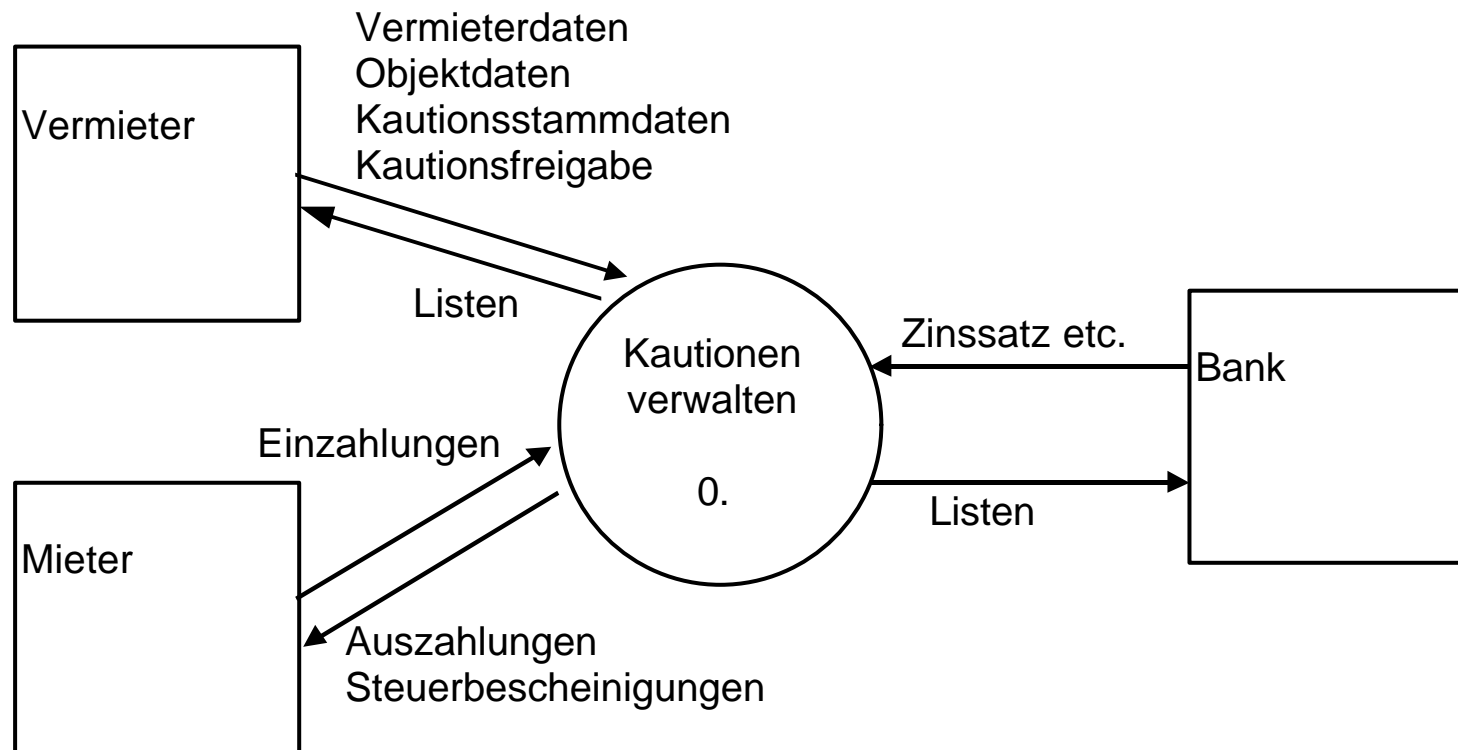 Vermieterdaten
Objektdaten
Kautionsstammdaten
Kautionsfreigabe
Vermieter
Listen
Kautionen
verwalten
0.
Zinssatz etc.
Bank
Listen
Einzahlungen
Mieter
Auszahlungen
Steuerbescheinigungen